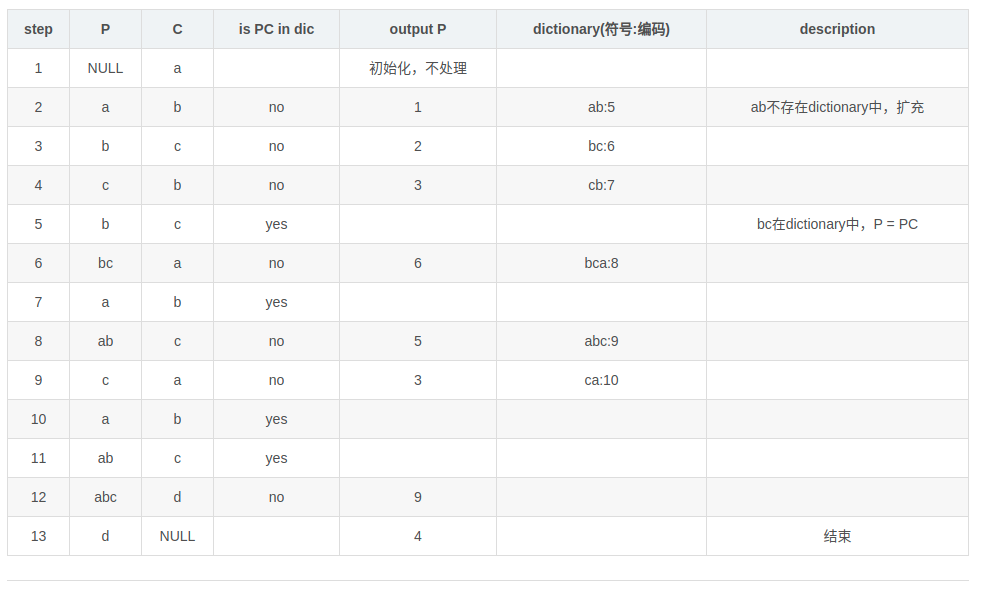 step P C is PC in dic output P dictionary(符号:编码) description
1 NULL a 初始化，不处理
2 a b no 1 ab:5 ab不存在dictionary中，扩充
3 b c no 2 bc:6
4 c b no 3 cb:7
5 b c yes bc在dictionary中，P = PC
6 bc a no 6 bca:8
7 a b yes
8 ab c no 5 abc:9
9 c a no 3 ca:10
10 a b yes
11 ab c yes
12 abc d no 9
13 d NULL 4 结束